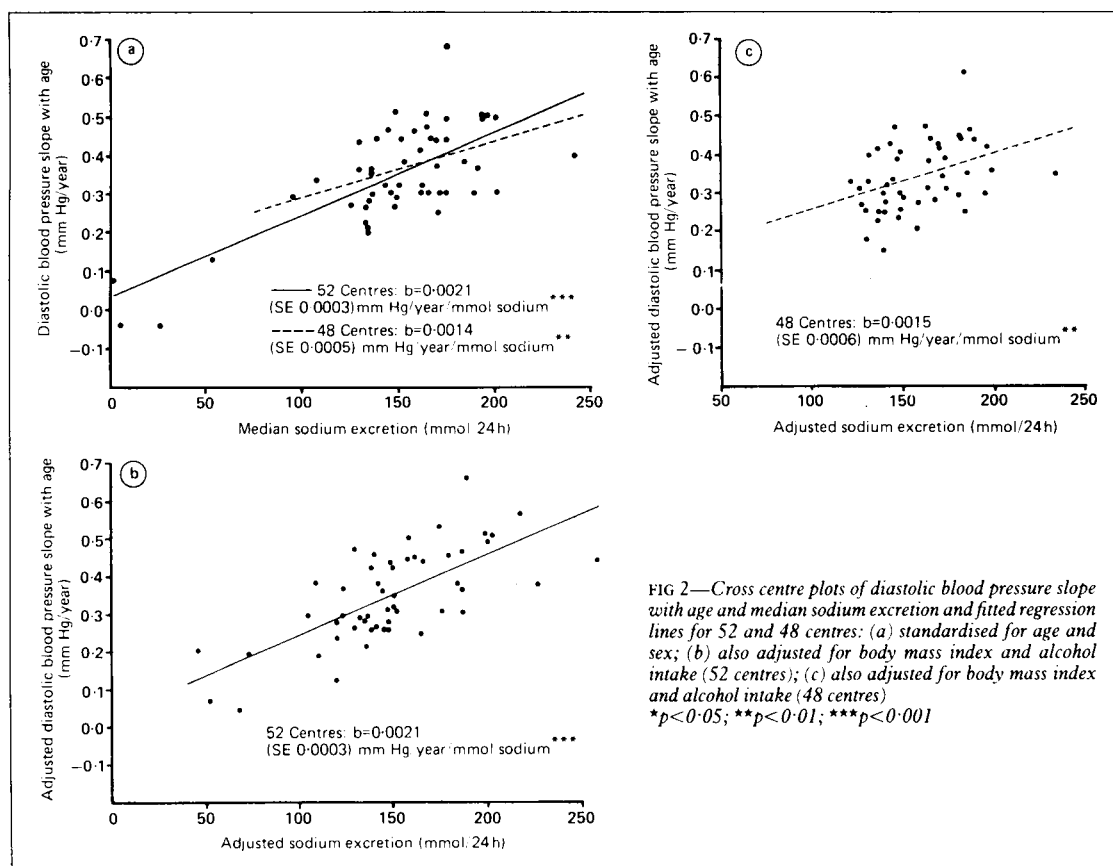 a
0·7
0·6
0·5
0·4
0·3
0·2
0·1
0·0
−0·1
Diastolic blood pressure slope with age
(mm Hg/year)
52 Centres: b=0·0021
(SE 0·0003) mm Hg/year/mmol sodium ***
48 Centres: b=0·0014
(SE 0·0005) mm Hg/year/mmol sodium **
0 50 100 150 200 250
Median sodium excretion (mmol/24h)
c
0·7
0·6
0·5
0·4
0·3
0·2
0·1
0·0
−0·1
Adjusted diastolic blood pressure slope with age
(mm Hg/year)
48 Centres: b=0·0015
(SE 0·0006) mm Hg/year/mmol sodium **
50 100 150 200 250
Adjusted sodium excretion (mmol/24h)
b
0·7
0·6
0·5
0·4
0·3
0·2
0·1
0·0
−0·1
Adjusted diastolic blood pressure slope with age
(mm Hg/year)
52 Centres: b=0·0021
(SE 0·0003) mm Hg/year/mmol sodium ***
0 50 100 150 200 250
Adjusted sodium excretion (mmol/24h)
FIG 2—Cross centre plots of diastolic blood pressure slope
with age and median sodium excretion and fitted regression
lines for 52 and 48 centres: (a) standardised for age and
sex; (b) also adjusted for body mass index and alcohol
intake (52 centres); (c) also adjusted for body mass index
and alcohol intake (48 centres)
*p<0·05; **p<0·01; ***p<0·001